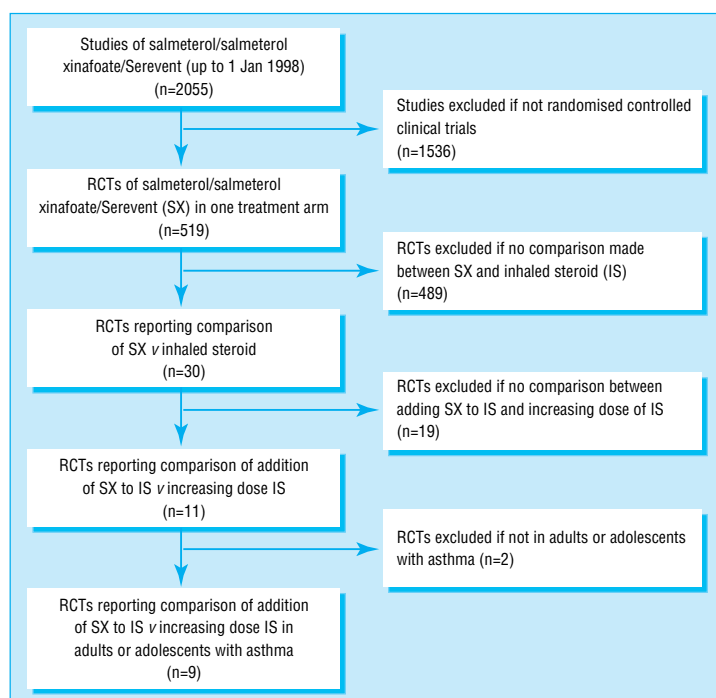 Studies of salmeterol/salmeterol
xinafoate/Serevent (up to 1 Jan 1998)
(n=2055)
Studies excluded if not randomised controlled
clinical trials
(n=1536)
RCTs of salmeterol/salmeterol
xinafoate/Serevent (SX) in one treatment arm
(n=519)
RCTs excluded if no comparison made
between SX and inhaled steroid (IS)
(n=489)
RCTs reporting comparison
of SX v inhaled steroid
(n=30)
RCTs excluded if no comparison between
adding SX to IS and increasing dose of IS
(n=19)
RCTs reporting comparison of addition
of SX to IS v increasing dose IS
(n=11)
RCTs excluded if not in adults or adolescents
with asthma (n=2)
RCTs reporting comparison of addition
of SX to IS v increasing dose IS in
adults or adolescents with asthma
(n=9)